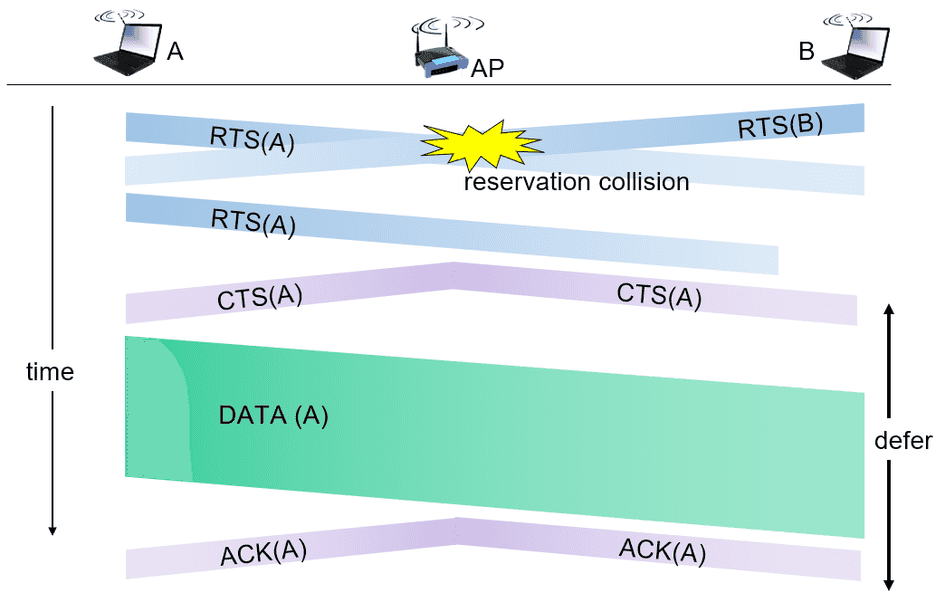 A
AP
B
RTS(A)
RTS(B)
reservation collision
RTS(A)
CTS(A)
CTS(A)
time
DATA (A)
defer
ACK(A)
ACK(A)